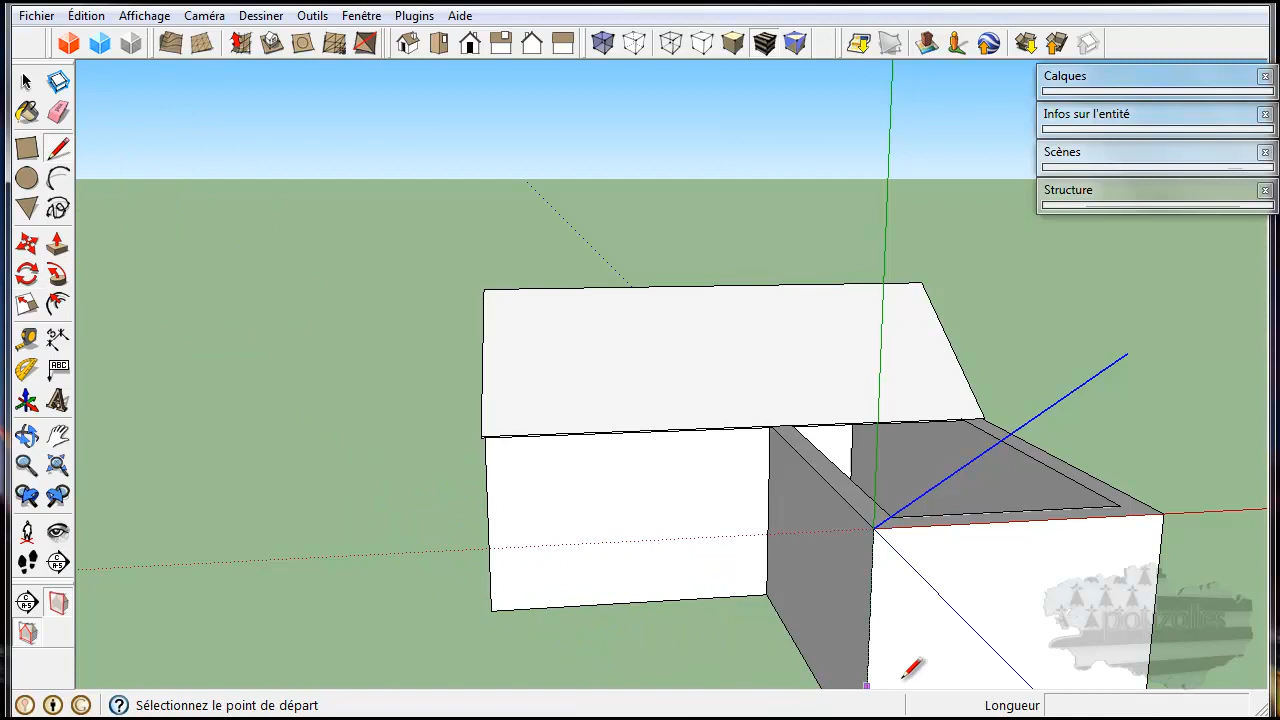 Fichier Édition Affichage Caméra Dessiner Outils Fenêtre Plugins Aide
Calques
Infos sur l'entité
Scènes
Structure
ABC
Sélectionnez le point de départ
Longueur